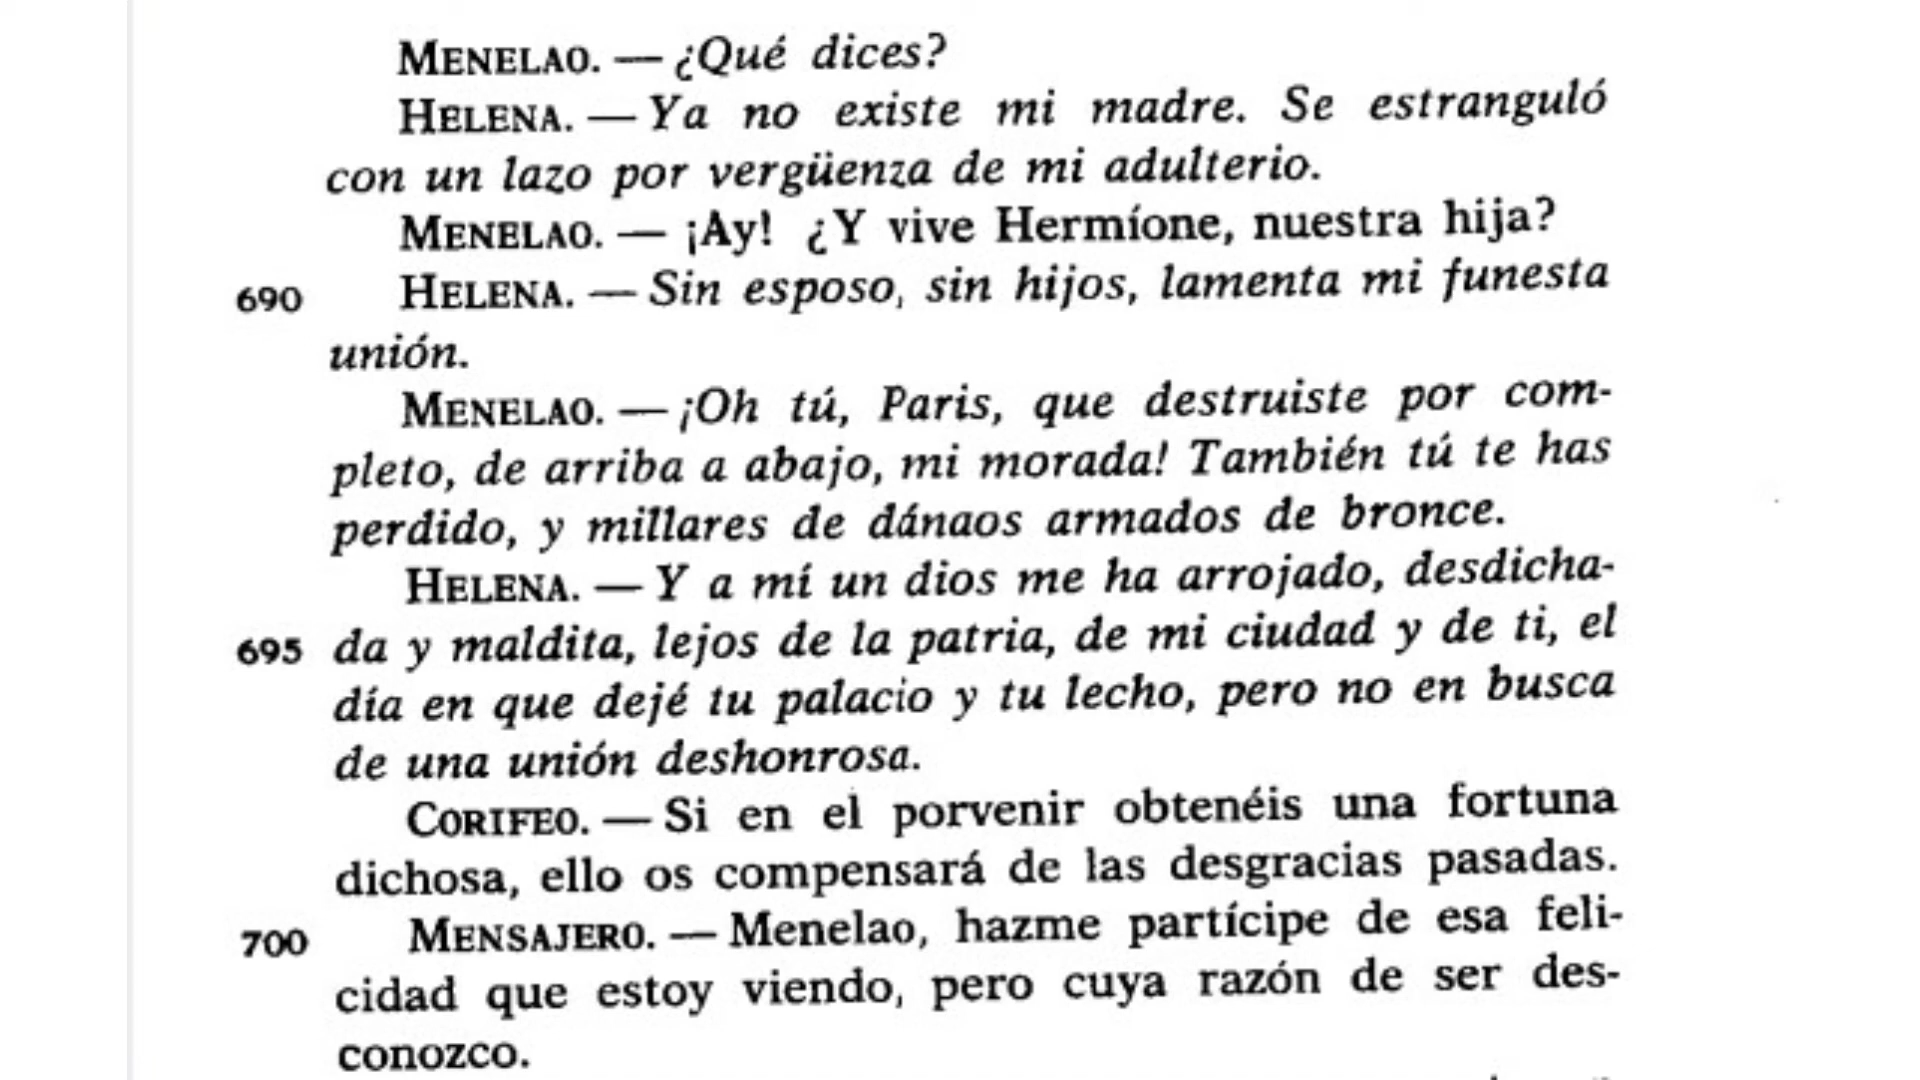 MENELAO. — ¿Qué dices?
HELENA. — Ya no existe mi madre. Se estranguló
con un lazo por vergüenza de mi adulterio.
MENELAO. — ¡Ay! ¿Y vive Hermíone, nuestra hija?
690 HELENA. — Sin esposo, sin hijos, lamenta mi funesta
unión.
MENELAO. — ¡Oh tú, Paris, que destruiste por com-
pleto, de arriba a abajo, mi morada! También tú te has
perdido, y millares de dánaos armados de bronce.
HELENA. — Y a mí un dios me ha arrojado, desdicha-
695 da y maldita, lejos de la patria, de mi ciudad y de ti, el
día en que dejé tu palacio y tu lecho, pero no en busca
de una unión deshonrosa.
CORIFEO. — Si en el porvenir obtenéis una fortuna
dichosa, ello os compensará de las desgracias pasadas.
700 MENSAJERO. — Menelao, hazme partícipe de esa feli-
cidad que estoy viendo, pero cuya razón de ser des-
conozco.